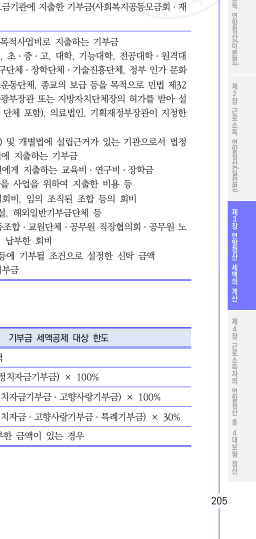 금기관에 지출한 기부금(사회복지공동모금회 · 재
목적사업비로 지출하는 기부금
, 초 · 중 · 고, 대학, 기능대학, 전공대학 · 원격대
구단체 · 장학단체 · 기술진흥단체, 정부 인가 문화
운동단체, 종교의 보급 등을 목적으로 민법 제32
광부장관 또는 지방자치단체장의 허가를 받아 설
단체 포함), 의료법인, 기획재정부장관이 지정한
) 및 개별법에 설립근거가 있는 기관으로서 법정
에 지출하는 기부금
에게 지출하는 교육비 · 연구비 · 장학금
을 사업을 위하여 지출한 비용 등
회비, 임의 조직된 조합 등의 회비
설, 해외일반기부금단체 등
조합 · 교원단체 · 공무원 직장협의회 · 공무원 노
납부한 회비
등에 기부될 조건으로 설정한 신탁 금액
부금
기부금 세액공제 대상 한도
액
정치자금기부금) × 100%
치자금기부금 · 고향사랑기부금) × 100%
치자금 · 고향사랑기부금 · 특례기부금) × 30%
부한 금액이 있는 경우
연말정산(이론편)
제2장 근로소득 연말정산(실전편)
제3장 연말정산 세액의 계산
제4장 근로소득자의 연말정산 후 4대보험 정산
205